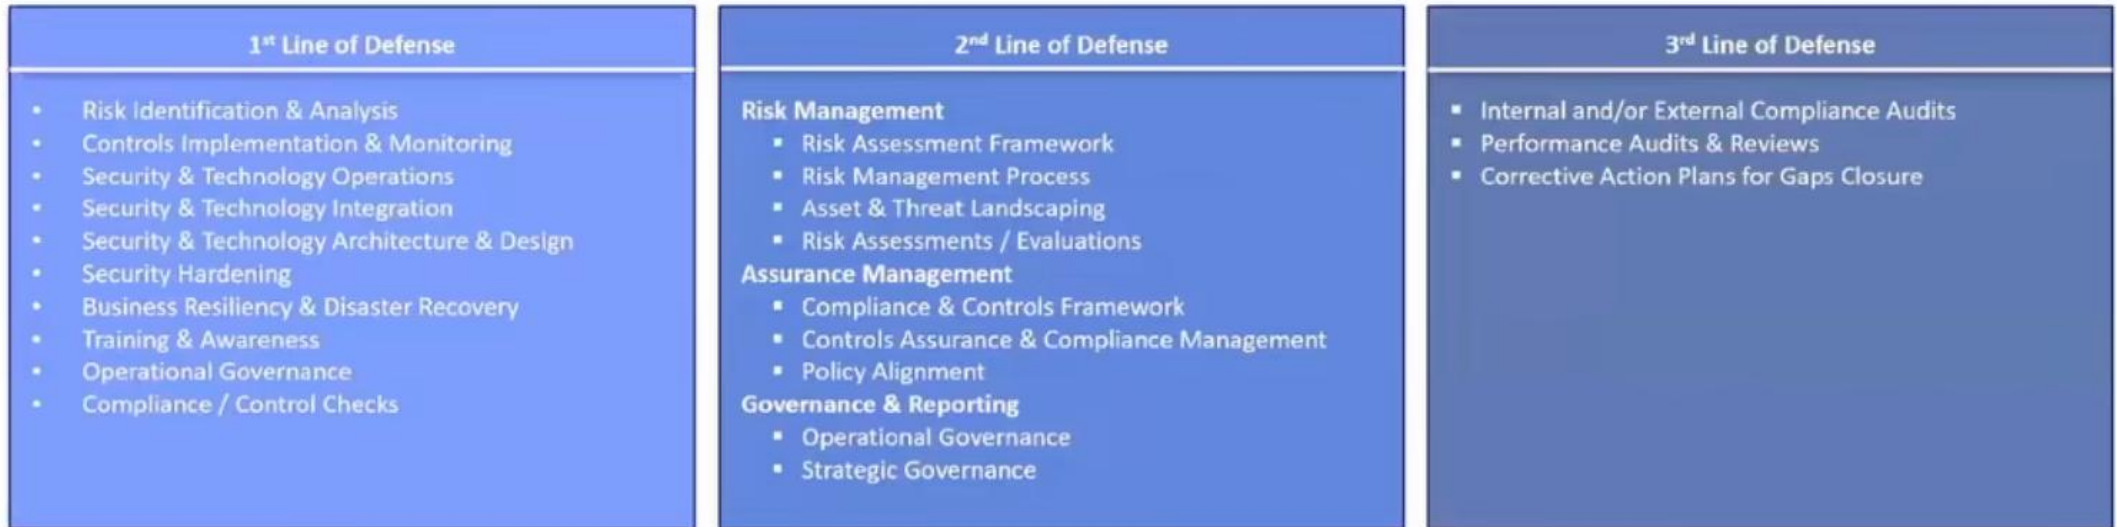 1st Line of Defense
• Risk Identification & Analysis
• Controls Implementation & Monitoring
• Security & Technology Operations
• Security & Technology Integration
• Security & Technology Architecture & Design
• Security Hardening
• Business Resiliency & Disaster Recovery
• Training & Awareness
• Operational Governance
• Compliance / Control Checks
2nd Line of Defense
Risk Management
▪ Risk Assessment Framework
▪ Risk Management Process
▪ Asset & Threat Landscaping
▪ Risk Assessments / Evaluations
Assurance Management
▪ Compliance & Controls Framework
▪ Controls Assurance & Compliance Management
▪ Policy Alignment
Governance & Reporting
▪ Operational Governance
▪ Strategic Governance
3rd Line of Defense
▪ Internal and/or External Compliance Audits
▪ Performance Audits & Reviews
▪ Corrective Action Plans for Gaps Closure